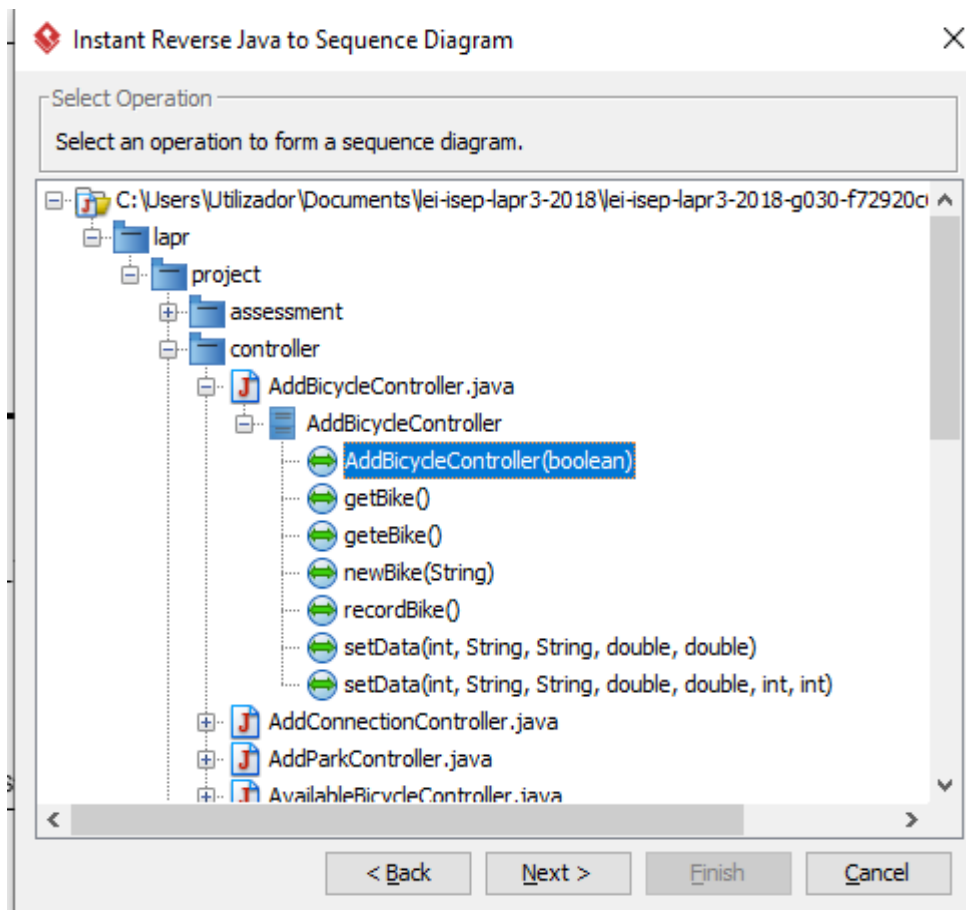 Instant Reverse Java to Sequence Diagram
Select Operation
Select an operation to form a sequence diagram.
C:\Users\Utilizador\Documents\lei-isep-lapr3-2018\lei-isep-lapr3-2018-g030-f72920c
lapr
project
assessment
controller
AddBicycleController.java
AddBicycleController
AddBicycleController(boolean)
getBike()
geteBike()
newBike(String)
recordBike()
setData(int, String, String, double, double)
setData(int, String, String, double, double, int, int)
AddConnectionController.java
AddParkController.java
AvailableBicycleController.java
< Back
Next >
Finish
Cancel